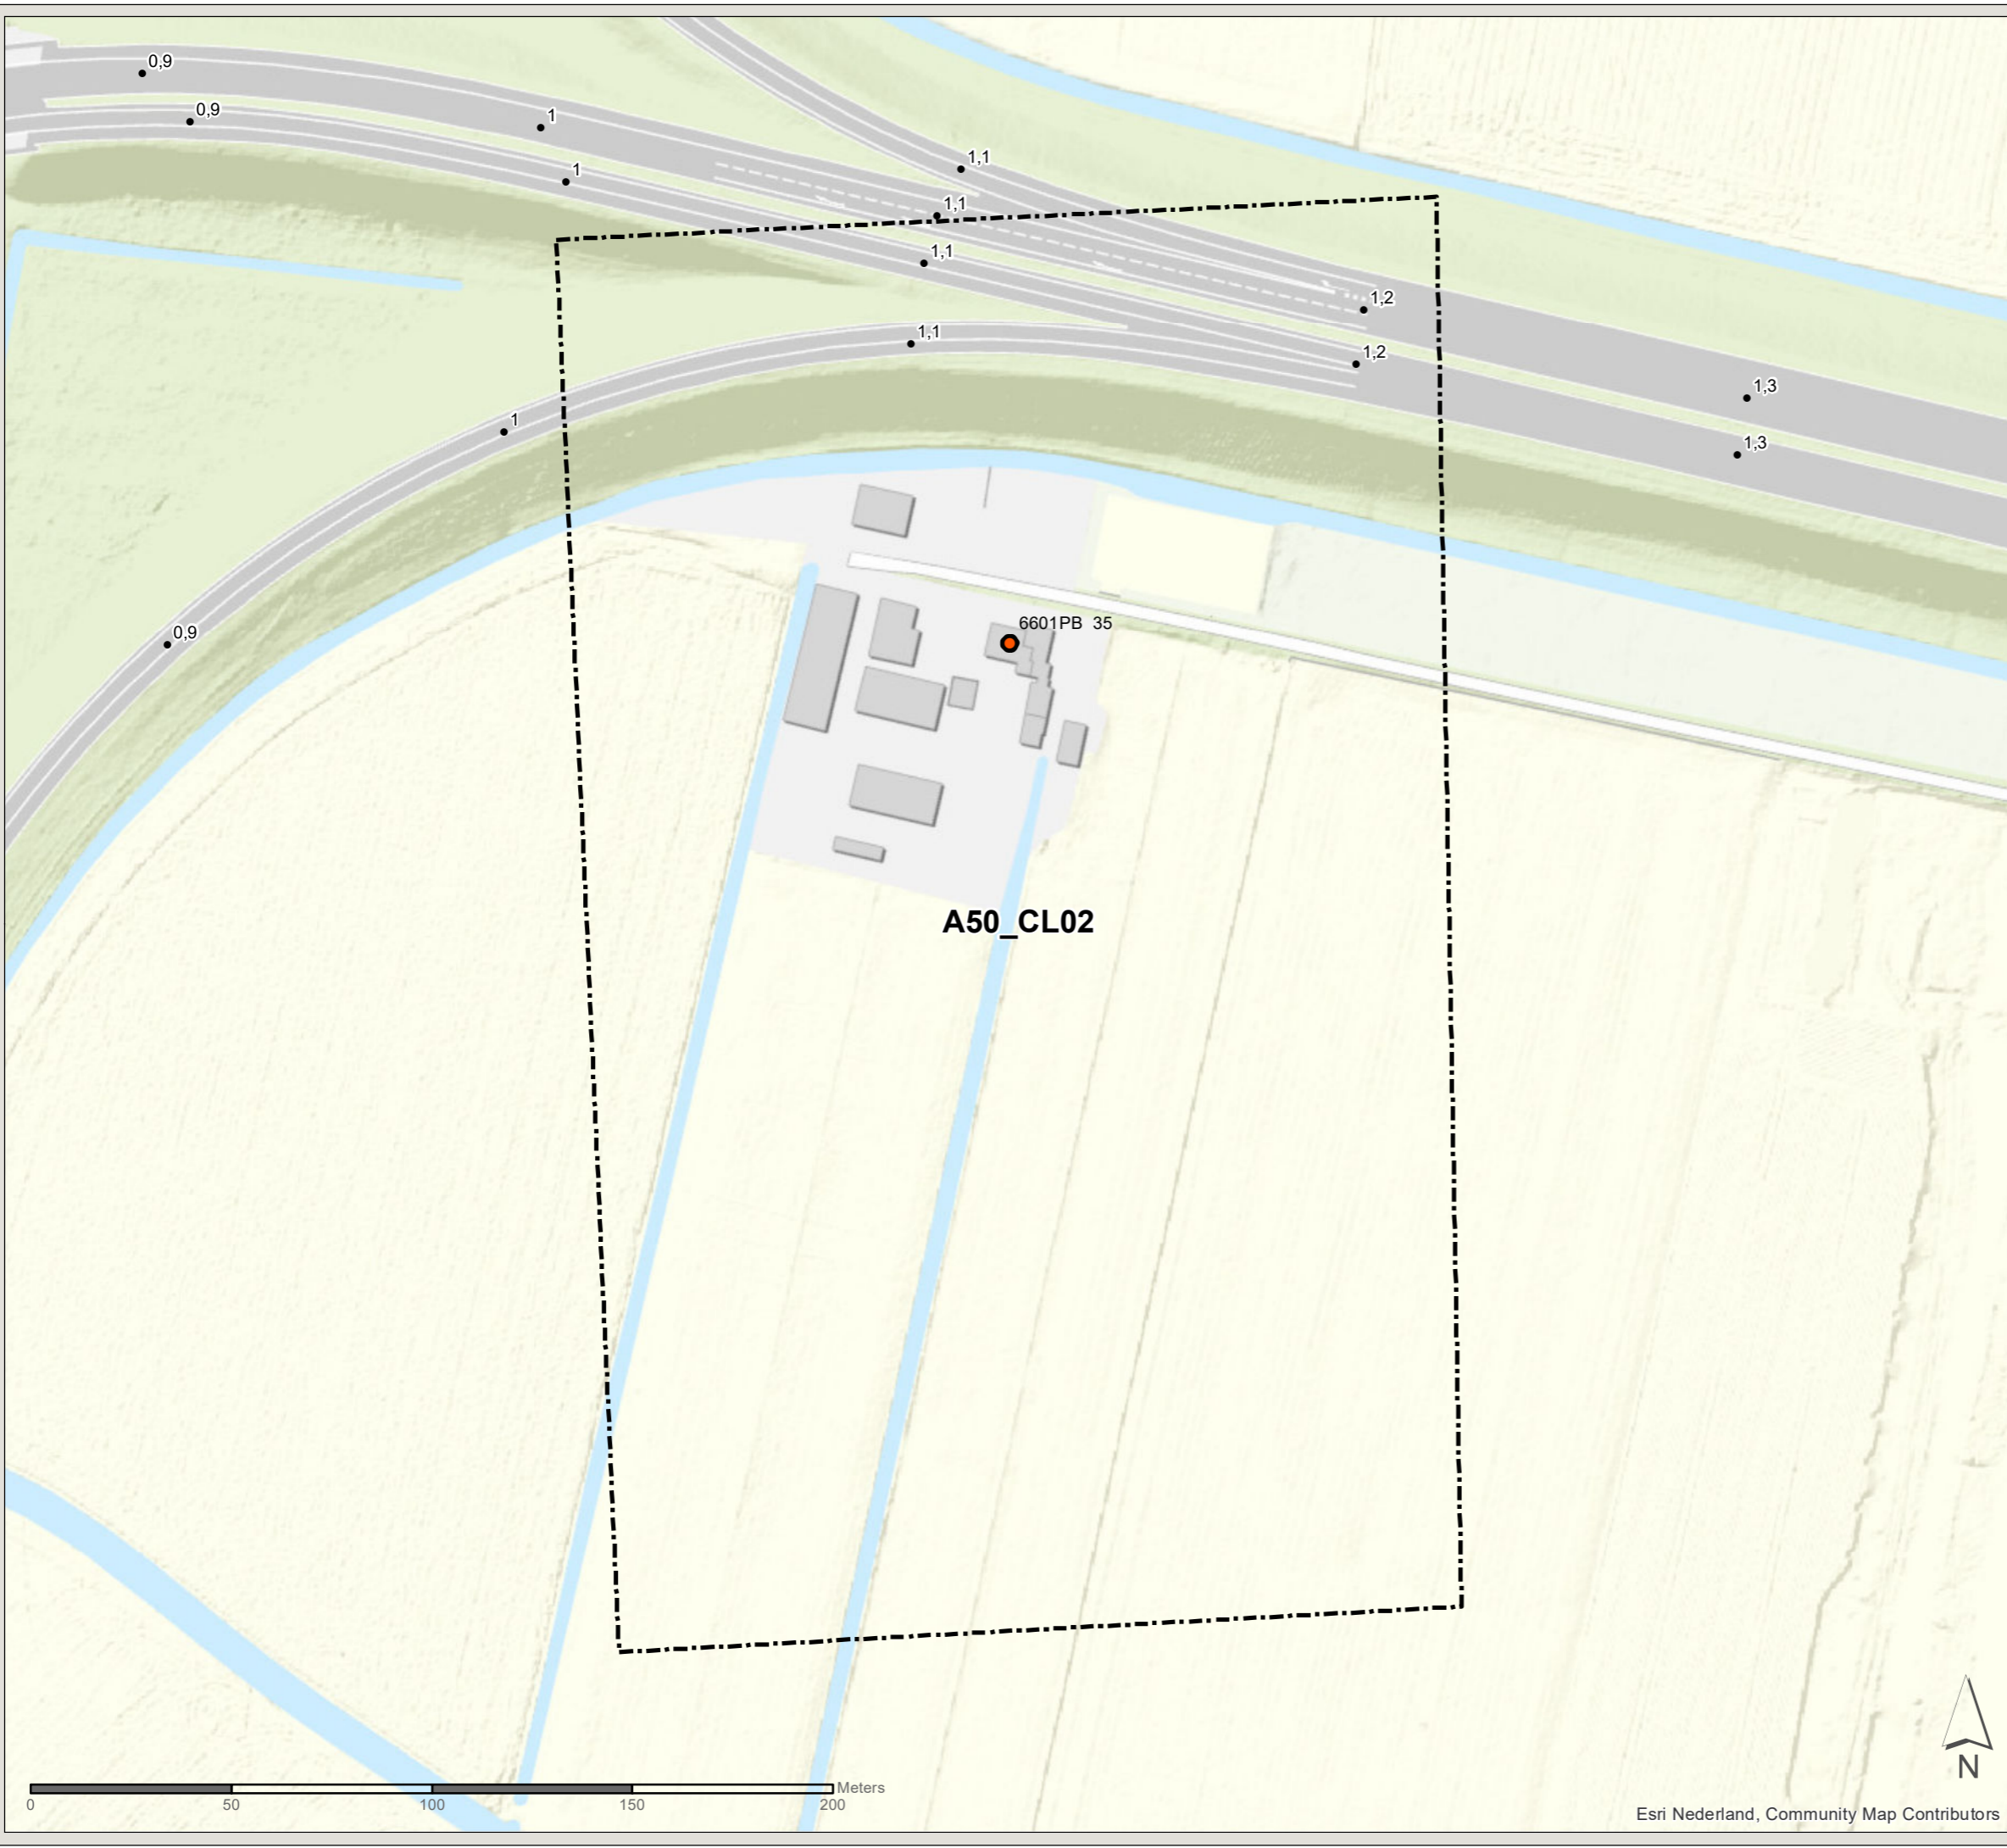 0,9
0,9
1
1
1,1
1,1
1,1
1,2
1,1
1,2
1,3
1
1,3
0,9
6601PB 35
A50_CL02
N
Meters
0 50 100 150 200
Esri Nederland, Community Map Contributors